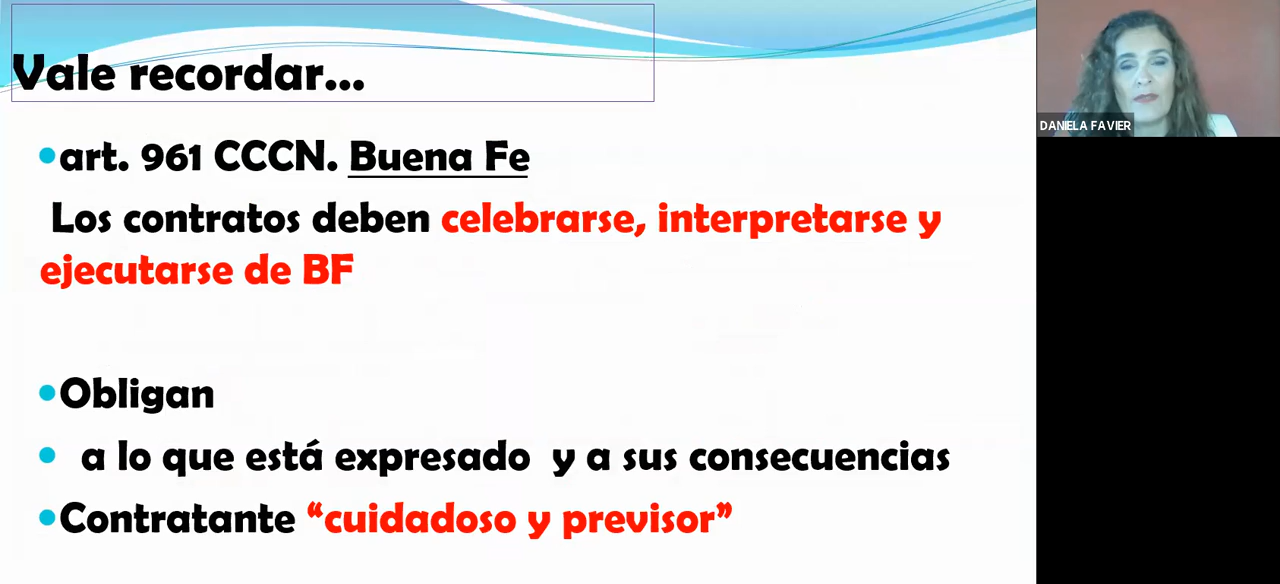 Vale recordar...
art. 961 CCCN. Buena Fe
Los contratos deben celebrarse, interpretarse y
ejecutarse de BF
Obligan
a lo que está expresado y a sus consecuencias
Contratante “cuidadoso y previsor”
DANIELA FAVIER